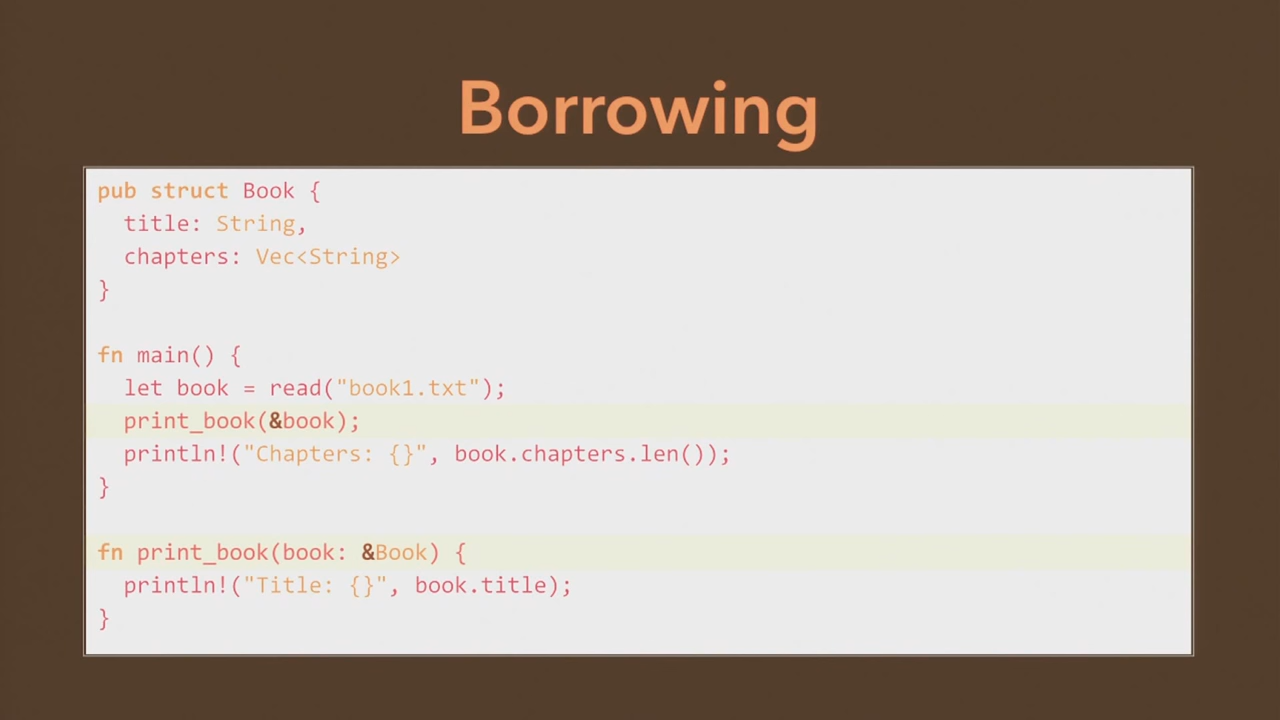 Borrowing
pub struct Book {
  title: String,
  chapters: Vec<String>
}
fn main() {
  let book = read("book1.txt");
  print_book(&book);
  println!("Chapters: {}", book.chapters.len());
}
fn print_book(book: &Book) {
  println!("Title: {}", book.title);
}